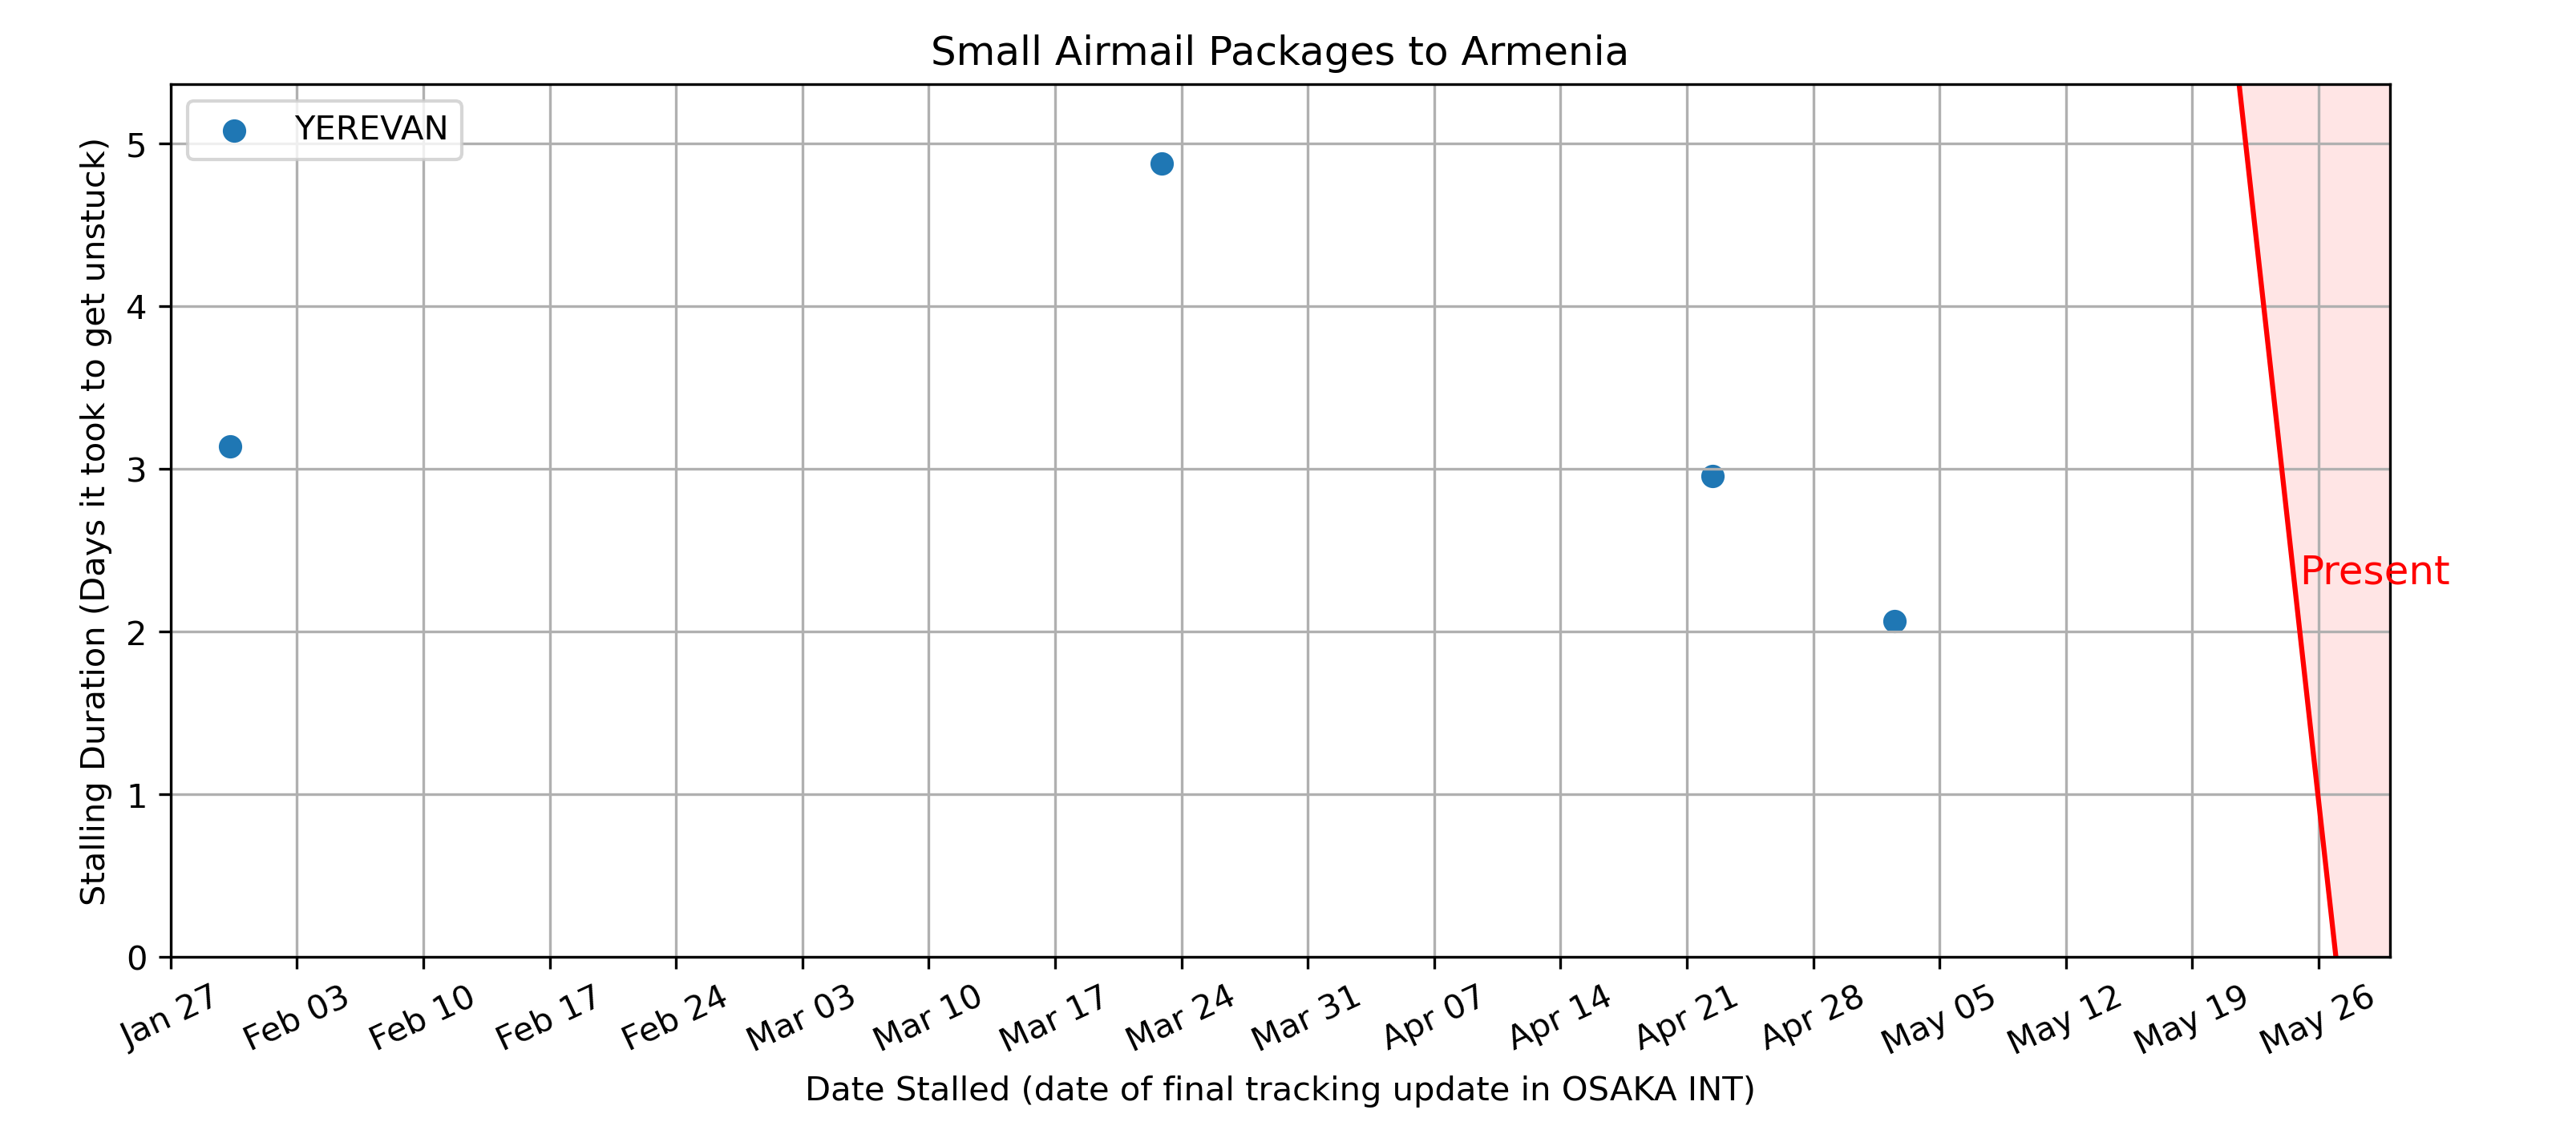 Small Airmail Packages to Armenia
YEREVAN
Stalling Duration (Days it took to get unstuck)
5
4
3
2
1
0
Present
Jan 27
Feb 03
Feb 10
Feb 17
Feb 24
Mar 03
Mar 10
Mar 17
Mar 24
Mar 31
Apr 07
Apr 14
Apr 21
Apr 28
May 05
May 12
May 19
May 26
Date Stalled (date of final tracking update in OSAKA INT)